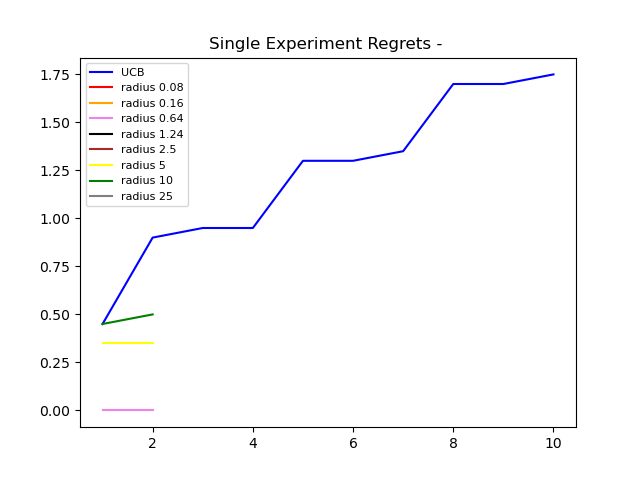 Single Experiment Regrets -
UCB
radius 0.08
radius 0.16
radius 0.64
radius 1.24
radius 2.5
radius 5
radius 10
radius 25
1.75
1.50
1.25
1.00
0.75
0.50
0.25
0.00
2 4 6 8 10